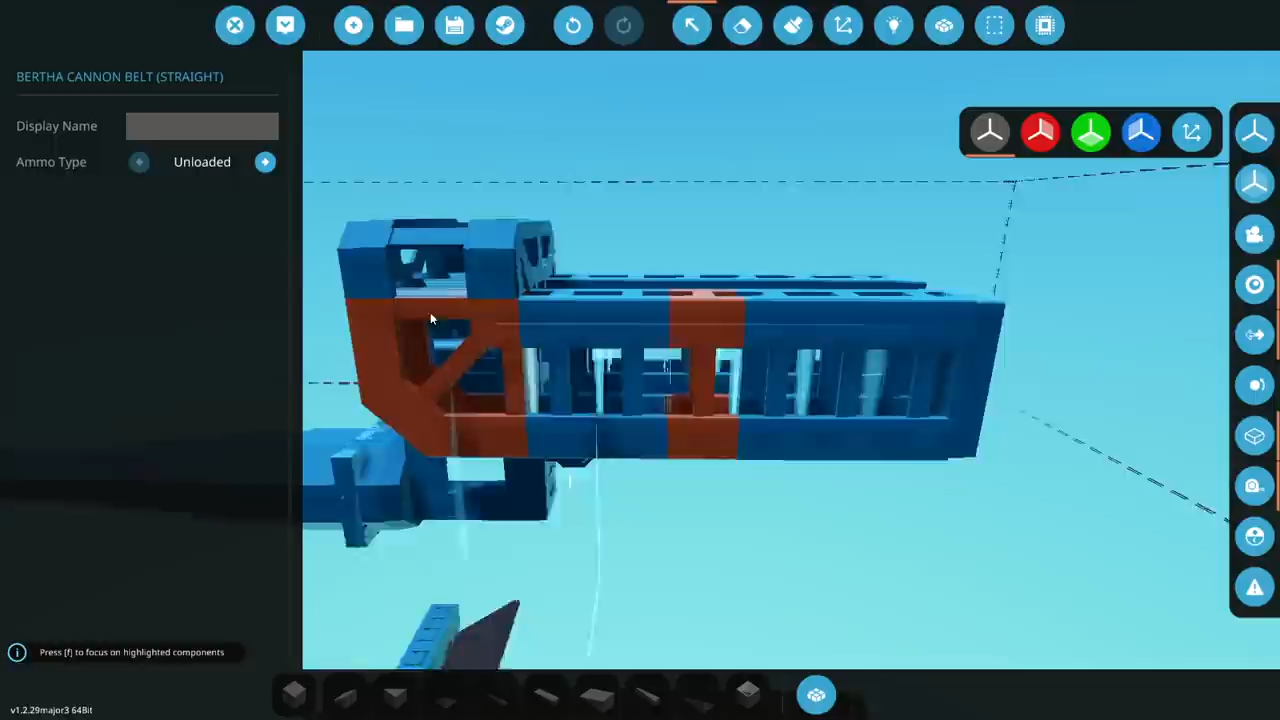 BERTHA CANNON BELT (STRAIGHT)
Display Name
Ammo Type Unloaded
Press [f] to focus on highlighted components
v1.2.29major3 64Bit